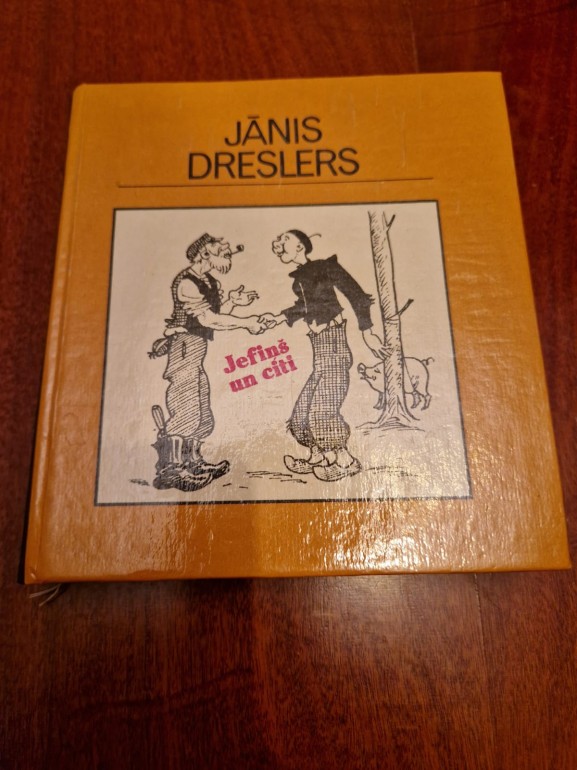 JĀNIS
DRESLERS
Jefiņš
un citi